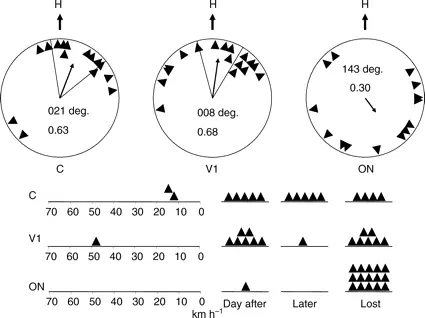 H H H
021 deg. 008 deg. 143 deg.
0.63 0.68 0.30
C V1 ON
C
70 60 50 40 30 20 10 0
V1
70 60 50 40 30 20 10 0
ON
70 60 50 40 30 20 10 0 Day after Later Lost
km h⁻¹